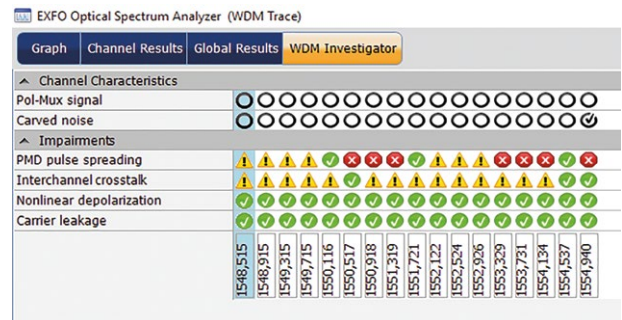 EXFO Optical Spectrum Analyzer (WDM Trace)
Graph Channel Results Global Results WDM Investigator
Channel Characteristics
Pol-Mux signal
Carved noise
Impairments
PMD pulse spreading
Interchannel crosstalk
Nonlinear depolarization
Carrier leakage
1548,515
1548,915
1549,315
1549,715
1550,116
1550,517
1550,918
1551,319
1551,721
1552,122
1552,524
1552,926
1553,329
1553,731
1554,134
1554,537
1554,940